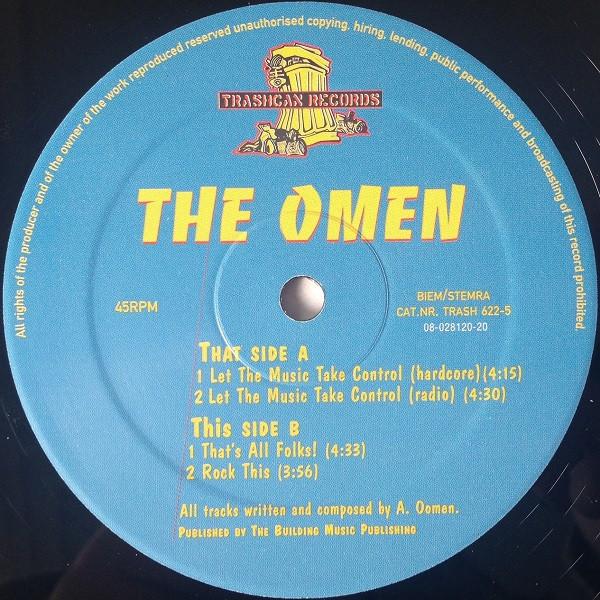 All rights of the producer and of the owner of the work reproduced reserved unauthorised copying, hiring, lending, public performance and broadcasting of this record prohibited.
TRASHCAN RECORDS
THE OMEN
45RPM
BIEM/STEMRA
CAT.NR. TRASH 622-5
08-028120-20
THAT SIDE A
1 Let The Music Take Control (hardcore)(4:15)
2 Let The Music Take Control (radio) (4:30)
This SIDE B
1 That's All Folks! (4:33)
2 Rock This (3:56)
All tracks written and composed by A. Oomen.
PUBLISHED BY THE BUILDING MUSIC PUBLISHING